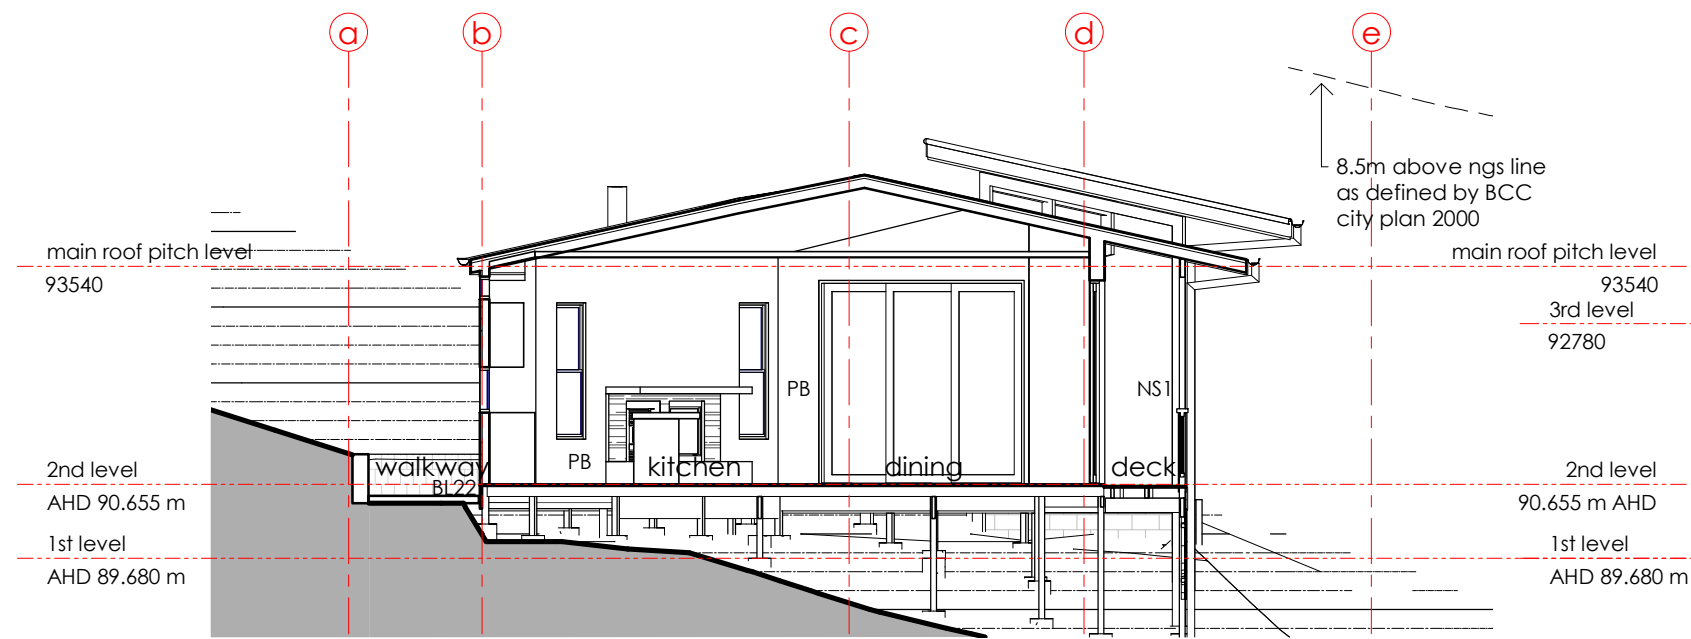 a b c d e
8.5m above ngs line
as defined by BCC
city plan 2000
main roof pitch level
93540
main roof pitch level
93540
3rd level
92780
PB
NS1
PB
walkway
BL22
kitchen
dining
deck
2nd level
AHD 90.655 m
2nd level
90.655 m AHD
1st level
AHD 89.680 m
1st level
AHD 89.680 m